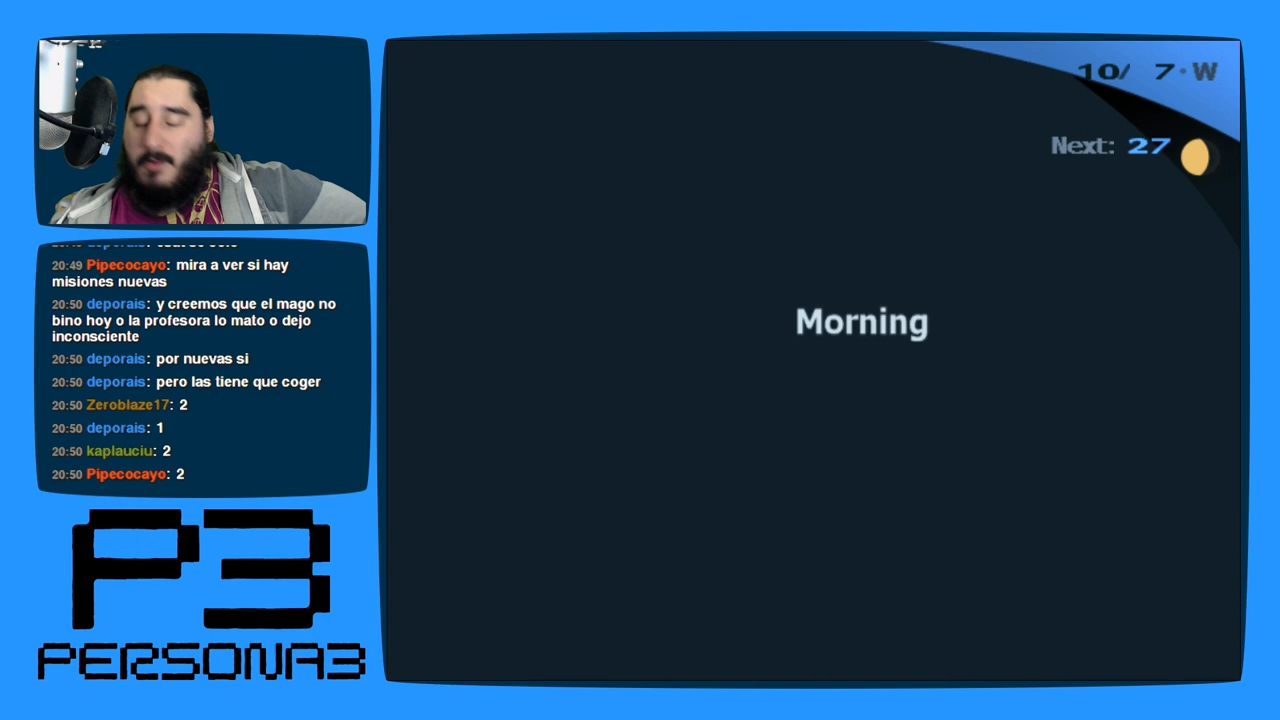 10/ 7·W
Next: 27
Morning
20:49 Pipecocayo: mira a ver si hay
misiones nuevas
20:50 deporais: y creemos que el mago no
bino hoy o la profesora lo mato o dejo
inconsciente
20:50 deporais: por nuevas si
20:50 deporais: pero las tiene que coger
20:50 Zeroblaze17: 2
20:50 deporais: 1
20:50 kaplauciu: 2
20:50 Pipecocayo: 2
P3
PERSONA3